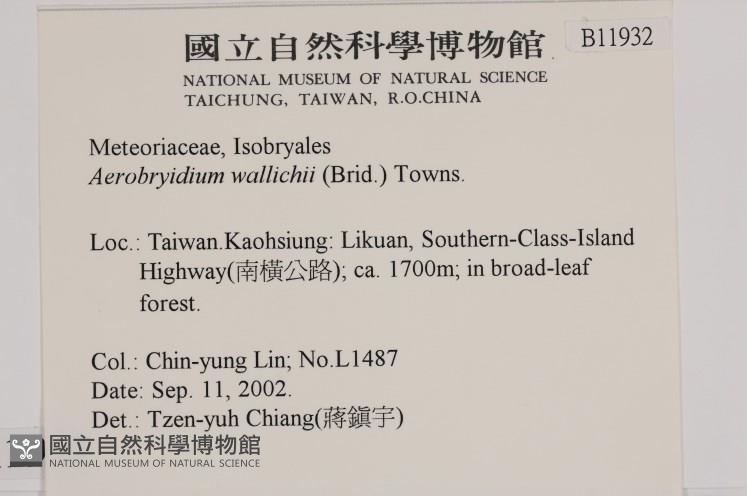 國立自然科學博物館
B11932
NATIONAL MUSEUM OF NATURAL SCIENCE
TAICHUNG, TAIWAN, R.O.CHINA
Meteoriaceae, Isobryales
Aerobryidium wallichii (Brid.) Towns.
Loc.: Taiwan.Kaohsiung: Likuan, Southern-Class-Island
Highway(南橫公路); ca. 1700m; in broad-leaf
forest.
Col.: Chin-yung Lin; No.L1487
Date: Sep. 11, 2002.
Det.: Tzen-yuh Chiang(蔣鎮宇)
國立自然科學博物館
NATIONAL MUSEUM OF NATURAL SCIENCE